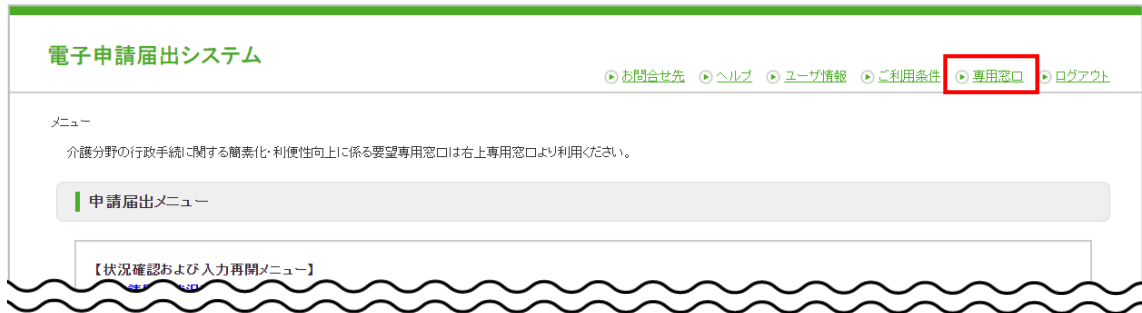 電子申請届出システム
お問合せ先 ヘルプ ユーザ情報 ご利用条件 専用窓口 ログアウト
メニュー
介護分野の行政手続に関する簡素化・利便性向上に係る要望専用窓口は右上専用窓口より利用ください。
申請届出メニュー
【状況確認および入力再開メニュー】